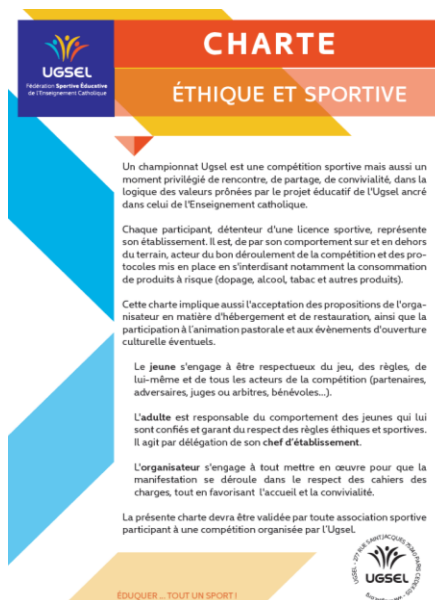 UGSEL
Fédération Sportive Éducative
de l'Enseignement Catholique
CHARTE
ÉTHIQUE ET SPORTIVE
Un championnat Ugsel est une compétition sportive mais aussi un
moment privilégié de rencontre, de partage, de convivialité, dans la
logique des valeurs prônées par le projet éducatif de l'Ugsel ancré
dans celui de l'Enseignement catholique.
Chaque participant, détenteur d'une licence sportive, représente
son établissement. Il est, de par son comportement sur et en dehors
du terrain, acteur du bon déroulement de la compétition et des pro-
tocoles mis en place en s'interdisant notamment la consommation
de produits à risque (dopage, alcool, tabac et autres produits).
Cette charte implique aussi l'acceptation des propositions de l'orga-
nisateur en matière d'hébergement et de restauration, ainsi que la
participation à l'animation pastorale et aux évènements d'ouverture
culturelle éventuels.
Le jeune s'engage à être respectueux du jeu, des règles, de
lui-même et de tous les acteurs de la compétition (partenaires,
adversaires, juges ou arbitres, bénévoles...).
L'adulte est responsable du comportement des jeunes qui lui
sont confiés et garant du respect des règles éthiques et sportives.
Il agit par délégation de son chef d'établissement.
L'organisateur s'engage à tout mettre en œuvre pour que la
manifestation se déroule dans le respect des cahiers des
charges, tout en favorisant l'accueil et la convivialité.
La présente charte devra être validée par toute association sportive
participant à une compétition organisée par l'Ugsel.
UGSEL - 277 RUE SAINT JACQUES 75240 PARIS CEDEX 05
UGSEL
ÉDUQUER ... TOUT UN SPORT !